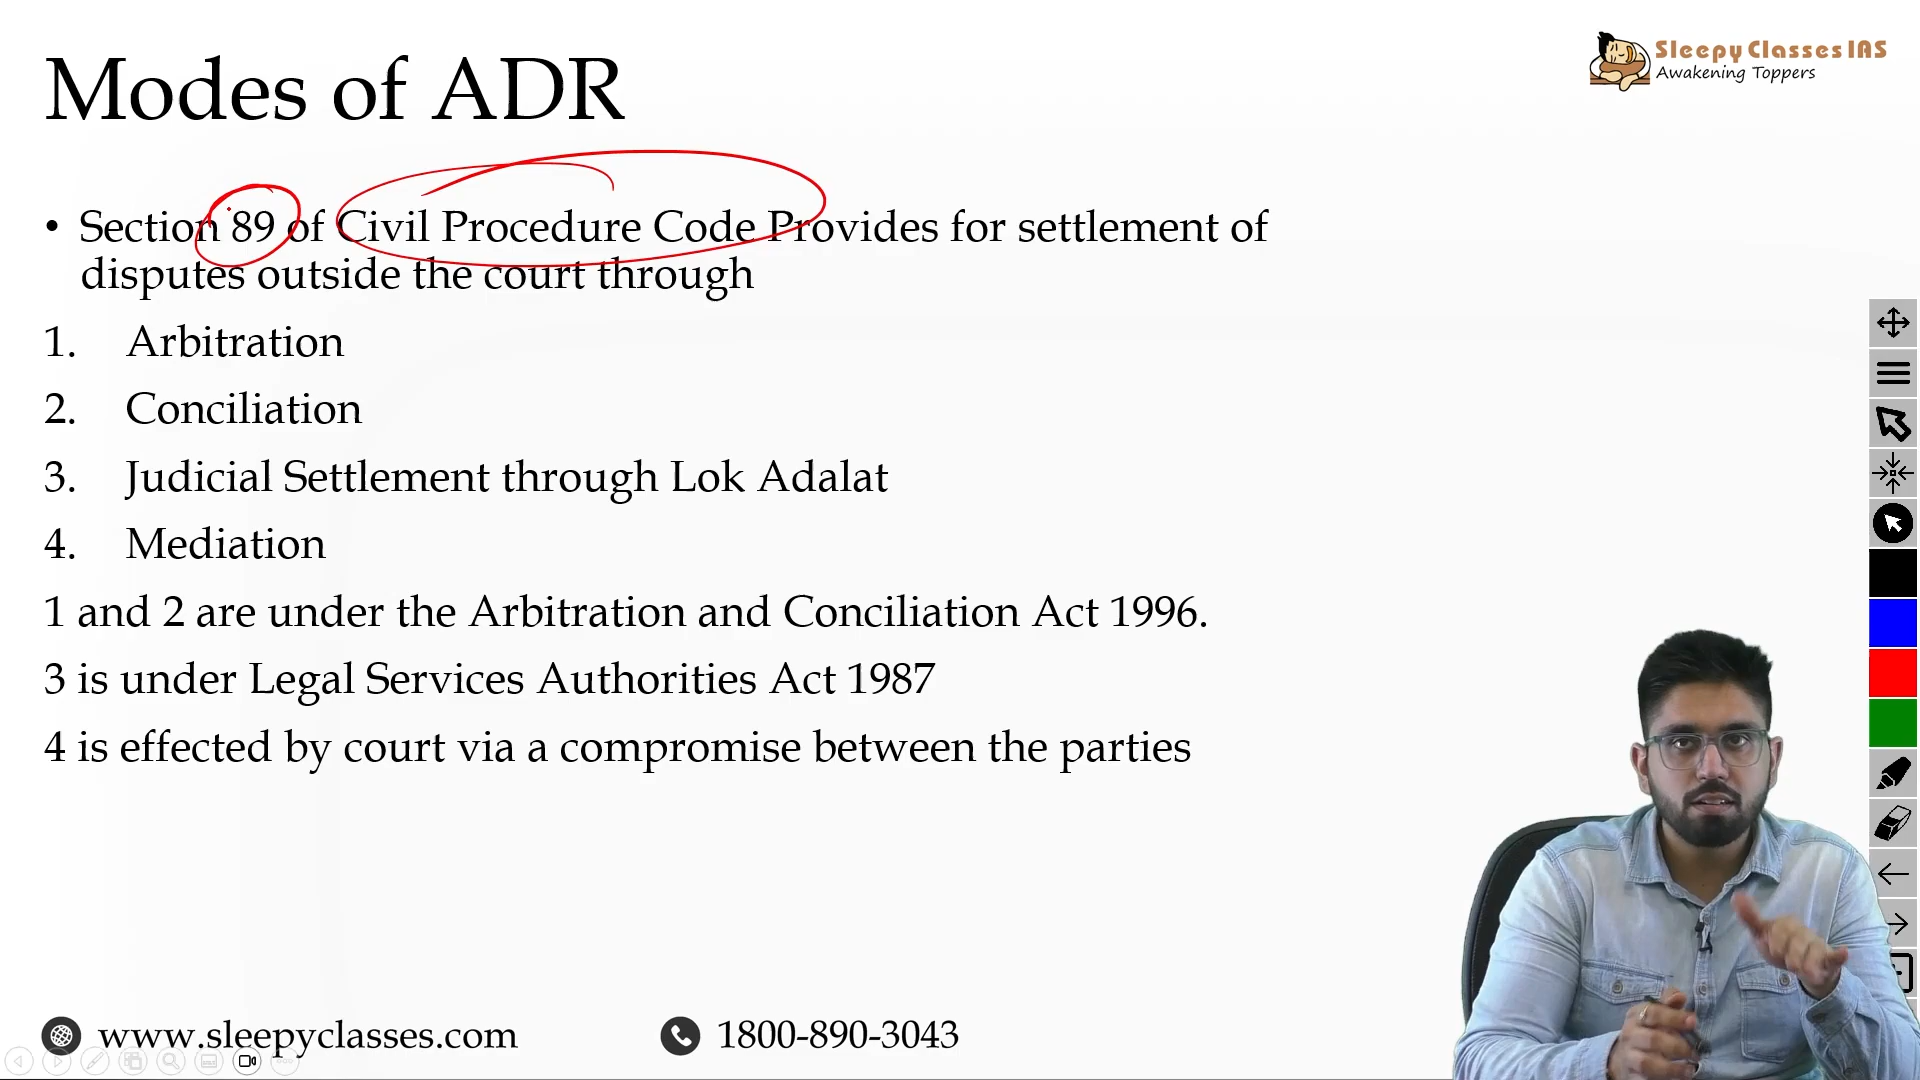 Modes of ADR
Sleepy Classes IAS
Awakening Toppers
• Section 89 of Civil Procedure Code Provides for settlement of
disputes outside the court through
1. Arbitration
2. Conciliation
3. Judicial Settlement through Lok Adalat
4. Mediation
1 and 2 are under the Arbitration and Conciliation Act 1996.
3 is under Legal Services Authorities Act 1987
4 is effected by court via a compromise between the parties
www.sleepyclasses.com
1800-890-3043